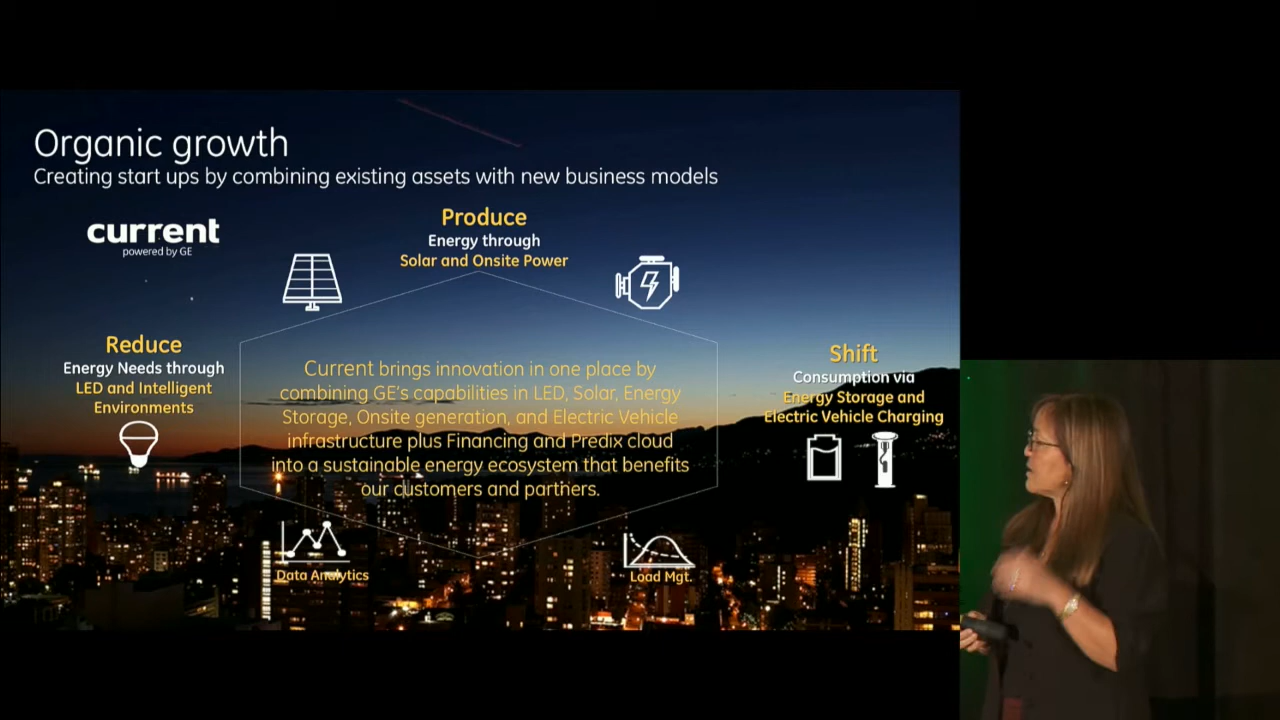 Organic growth
Creating start ups by combining existing assets with new business models
current
powered by GE
Produce
Energy through
Solar and Onsite Power
Reduce
Energy Needs through
LED and Intelligent
Environments
Current brings innovation in one place by
combining GE's capabilities in LED, Solar, Energy
Storage, Onsite generation, and Electric Vehicle
infrastructure plus Financing and Predix cloud
into a sustainable energy ecosystem that benefits
our customers and partners.
Shift
Consumption via
Energy Storage and
Electric Vehicle Charging
Data Analytics
Load Mgt.